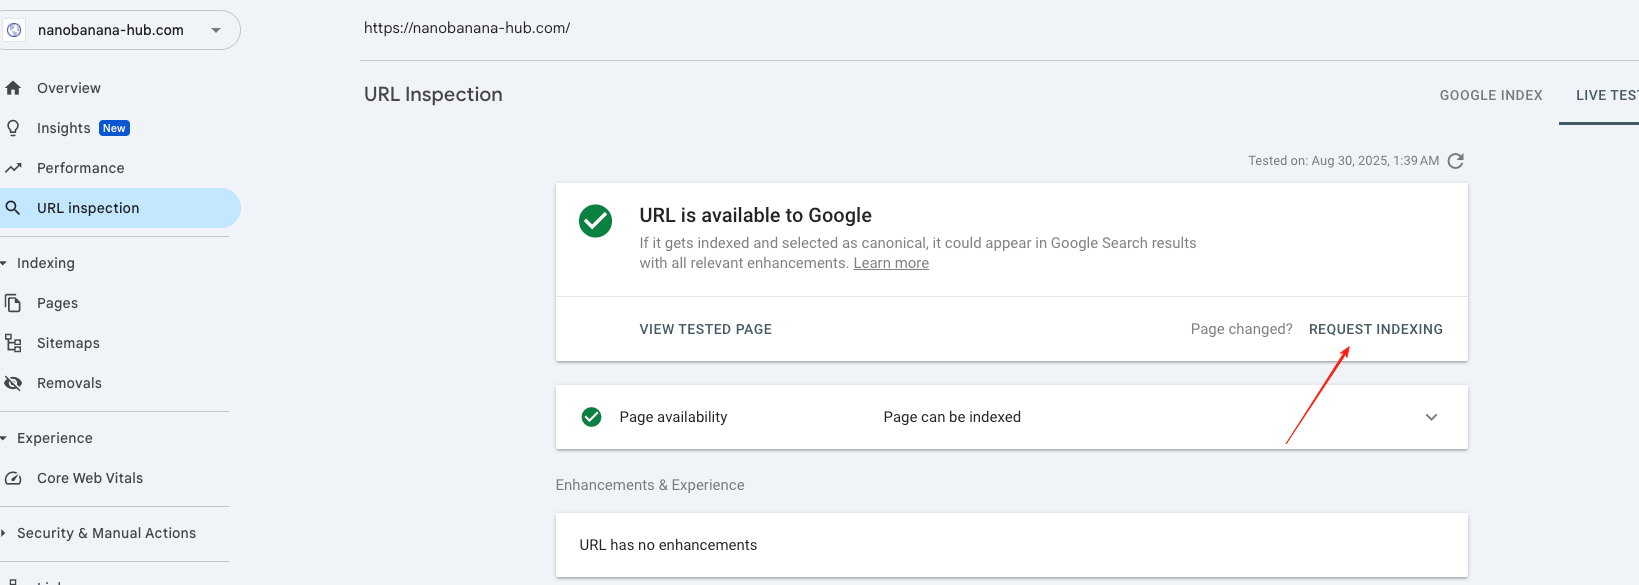 nanobanana-hub.com
https://nanobanana-hub.com/
Overview
Insights New
Performance
URL inspection
Indexing
Pages
Sitemaps
Removals
Experience
Core Web Vitals
Security & Manual Actions
URL Inspection
GOOGLE INDEX
LIVE TES
Tested on: Aug 30, 2025, 1:39 AM
URL is available to Google
If it gets indexed and selected as canonical, it could appear in Google Search results
with all relevant enhancements. Learn more
VIEW TESTED PAGE
Page changed? REQUEST INDEXING
Page availability
Page can be indexed
Enhancements & Experience
URL has no enhancements